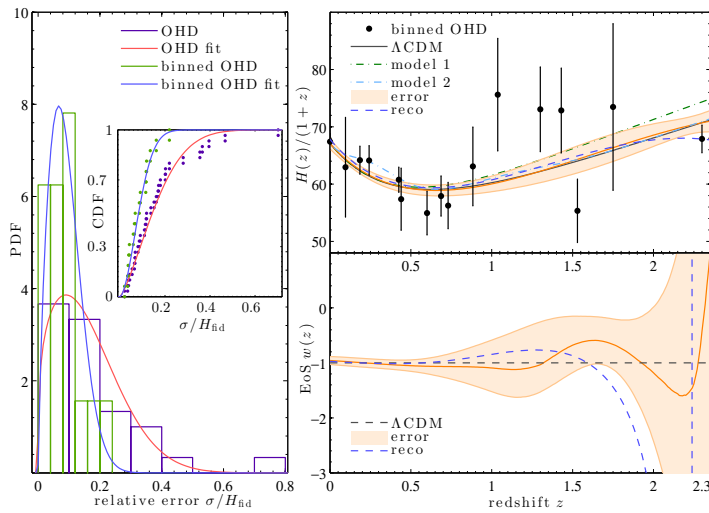 10
8
6
4
2
PDF
OHD
OHD fit
binned OHD
binned OHD fit
1
0.7
0.3
0
CDF
0.2
0.4
0.6
σ/H_fid
0
0.2
0.4
0.6
0.8
relative error σ/H_fid
80
70
60
50
H(z)/(1 + z)
binned OHD
ΛCDM
model 1
model 2
error
reco
0.5
1
1.5
2
0
−1
−2
−3
EoS w(z)
ΛCDM
error
reco
0
0.5
1
1.5
2
2.3
redshift z